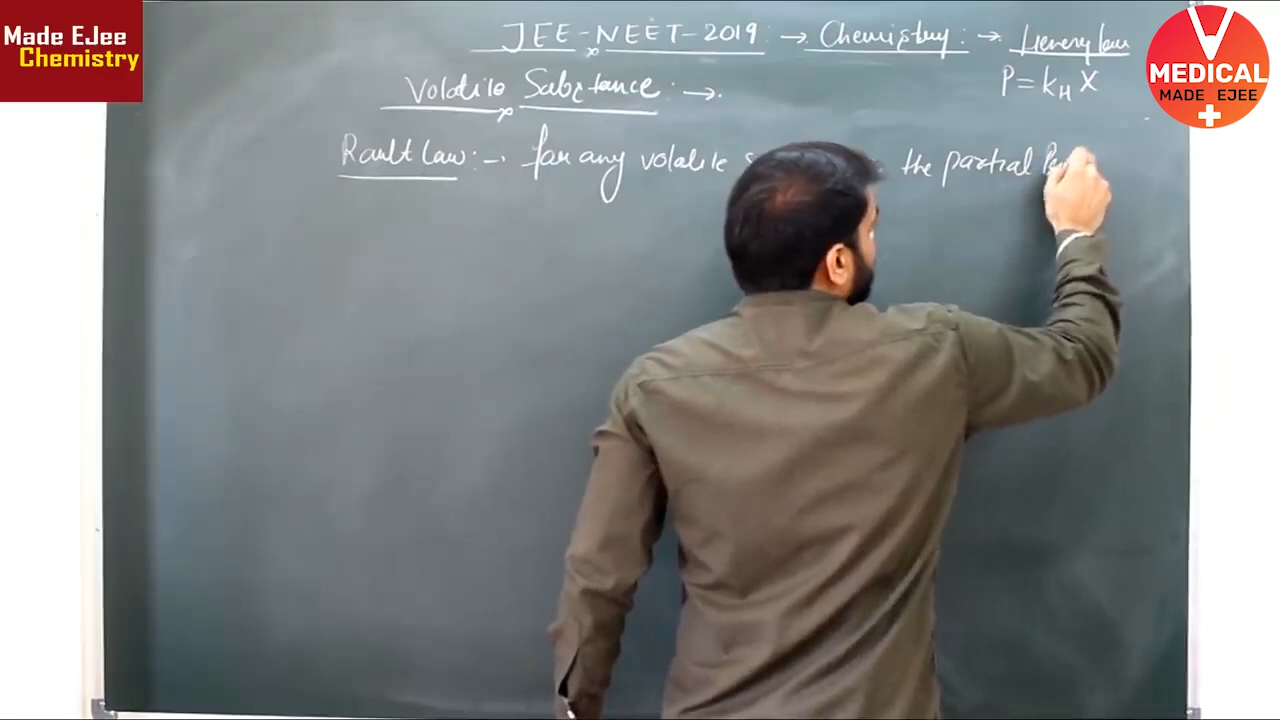 Made EJee
Chemistry
JEE-NEET-2019:→ Chemistry:→ Henery law
V
MEDICAL
MADE EJEE
Volatile Substance:→.
P = KH X
Rault Law:-. for any volatile the partial